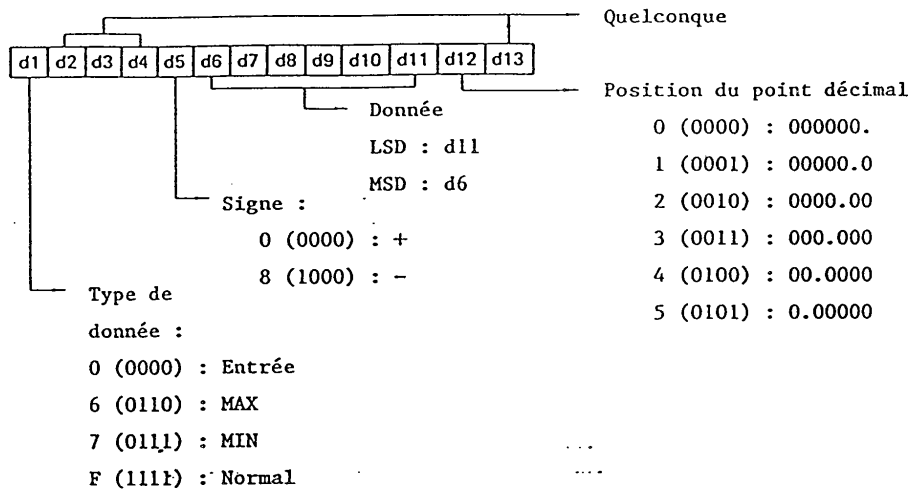 Quelconque
d1 d2 d3 d4 d5 d6 d7 d8 d9 d10 d11 d12 d13
Position du point décimal
0 (0000) : 000000.
1 (0001) : 00000.0
2 (0010) : 0000.00
3 (0011) : 000.000
4 (0100) : 00.0000
5 (0101) : 0.00000
Donnée
LSD : d11
MSD : d6
Signe :
0 (0000) : +
8 (1000) : -
Type de
donnée :
0 (0000) : Entrée
6 (0110) : MAX
7 (0111) : MIN
F (1111) : Normal